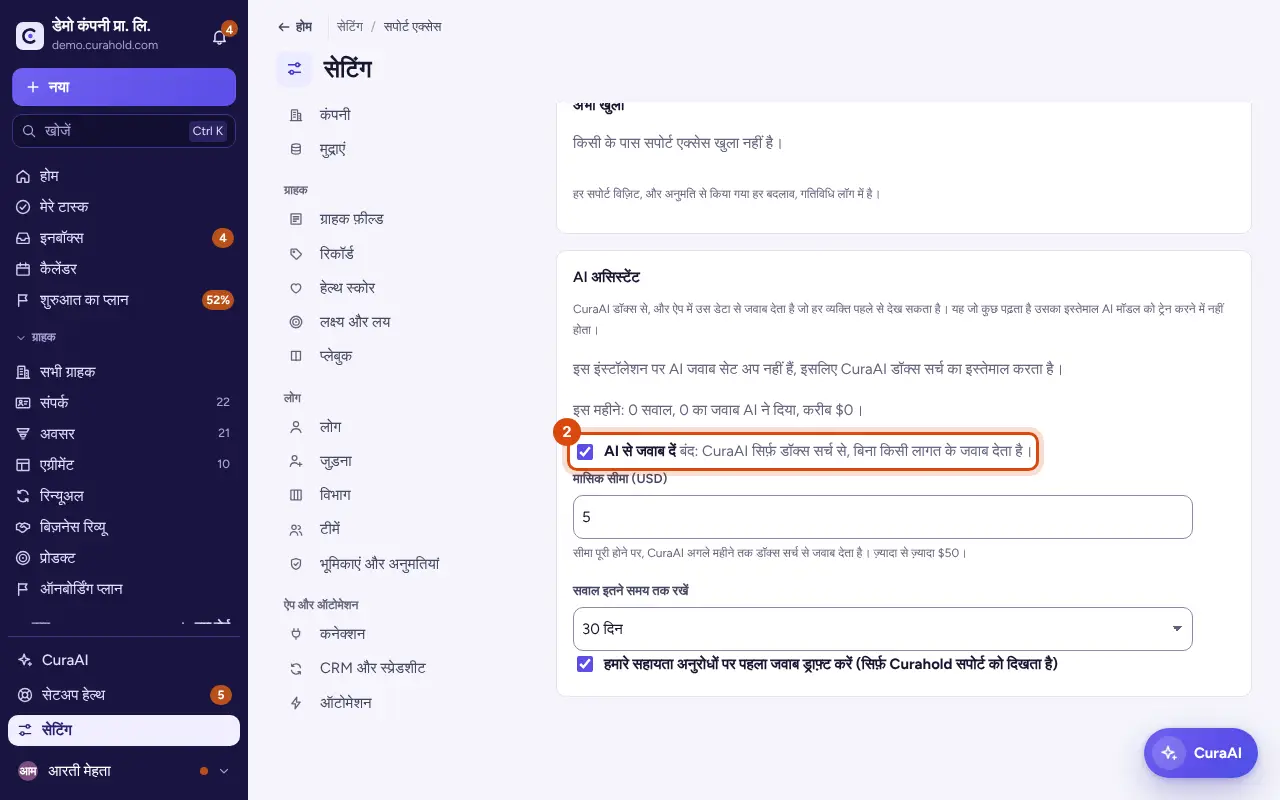 डेमो कंपनी प्रा. लि.
demo.curahold.com
4
नया
खोजें
Ctrl K
होम
मेरे टास्क
इनबॉक्स
4
कैलेंडर
शुरुआत का प्लान
52%
ग्राहक
सभी ग्राहक
संपर्क
22
अवसर
21
एग्रीमेंट
10
रिन्यूअल
बिज़नेस रिव्यू
प्रोडक्ट
ऑनबोर्डिंग प्लान
CuraAI
सेटअप हेल्थ
5
सेटिंग
आम
आरती मेहता
← होम
सेटिंग / सपोर्ट एक्सेस
सेटिंग
कंपनी
मुद्राएं
ग्राहक
ग्राहक फ़ील्ड
रिकॉर्ड
हेल्थ स्कोर
लक्ष्य और लय
प्लेबुक
लोग
लोग
जुड़ना
विभाग
टीमें
भूमिकाएं और अनुमतियां
ऐप और ऑटोमेशन
कनेक्शन
CRM और स्प्रेडशीट
ऑटोमेशन
अभी खुला
किसी के पास सपोर्ट एक्सेस खुला नहीं है।
हर सपोर्ट विज़िट, और अनुमति से किया गया हर बदलाव, गतिविधि लॉग में है।
AI असिस्टेंट
CuraAI डॉक्स से, और ऐप में उस डेटा से जवाब देता है जो हर व्यक्ति पहले से देख सकता है। यह जो कुछ पढ़ता है उसका इस्तेमाल AI मॉडल को ट्रेन करने में नहीं
होता।
इस इंस्टॉलेशन पर AI जवाब सेट अप नहीं हैं, इसलिए CuraAI डॉक्स सर्च का इस्तेमाल करता है।
इस महीने: 0 सवाल, 0 का जवाब AI ने दिया, करीब $0।
2
AI से जवाब दें बंद: CuraAI सिर्फ़ डॉक्स सर्च से, बिना किसी लागत के जवाब देता है।
मासिक सीमा (USD)
5
सीमा पूरी होने पर, CuraAI अगले महीने तक डॉक्स सर्च से जवाब देता है। ज़्यादा से ज़्यादा $50।
सवाल इतने समय तक रखें
30 दिन
हमारे सहायता अनुरोधों पर पहला जवाब ड्राफ़्ट करें (सिर्फ़ Curahold सपोर्ट को दिखता है)
CuraAI